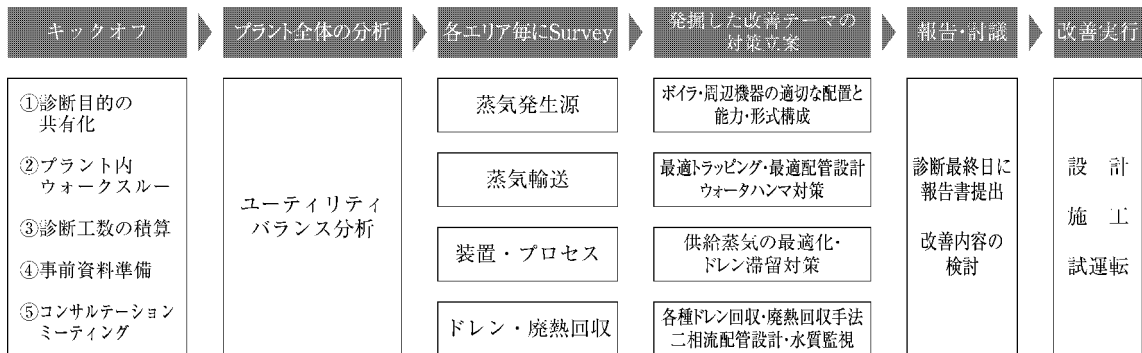 キックオフ
プラント全体の分析
各エリア毎にSurvey
発掘した改善テーマの
対策立案
報告・討議
改善実行
①診断目的の
共有化
②プラント内
ウォークスルー
③診断工数の積算
④事前資料準備
⑤コンサルテーション
ミーティング
ユーティリティ
バランス分析
蒸気発生源
蒸気輸送
装置・プロセス
ドレン・廃熱回収
ボイラ・周辺機器の適切な配置と
能力・形式構成
最適トラッピング・最適配管設計
ウォータハンマ対策
供給蒸気の最適化・
ドレン滞留対策
各種ドレン回収・廃熱回収手法
二相流配管設計・水質監視
診断最終日に
報告書提出
改善内容の
検討
設計
施工
試運転